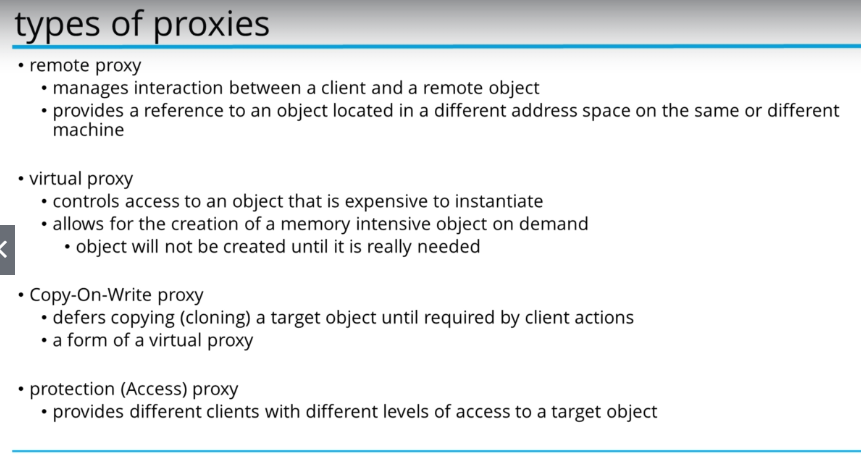 types of proxies
• remote proxy
• manages interaction between a client and a remote object
• provides a reference to an object located in a different address space on the same or different
machine
• virtual proxy
• controls access to an object that is expensive to instantiate
• allows for the creation of a memory intensive object on demand
• object will not be created until it is really needed
• Copy-On-Write proxy
• defers copying (cloning) a target object until required by client actions
• a form of a virtual proxy
• protection (Access) proxy
• provides different clients with different levels of access to a target object